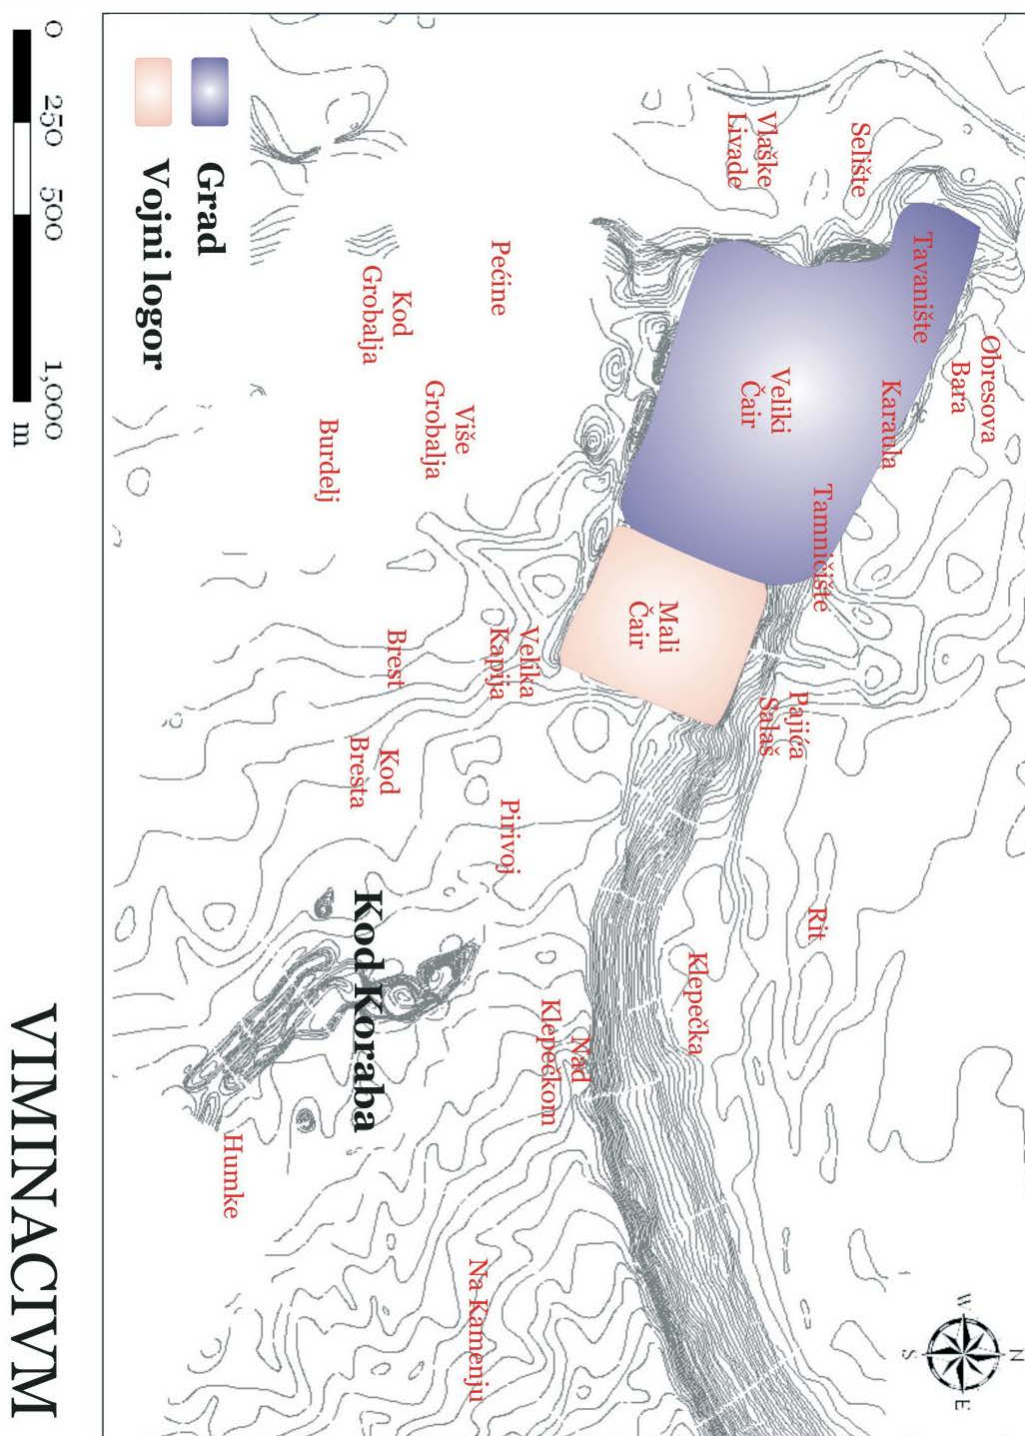 Obresova
Bara
Tavanište
Karaula
Selište
Tamničište
Rit
Pajića
Salaš
Vlaške
Livade
Veliki
Čair
Klepečka
Mali
Čair
Nad
Klepečkom
Pećine
Velika
Kapija
Pirivoj
Na Kamenju
Više
Grobalja
Kod
Grobalja
Brest
Kod
Bresta
Kod Koraba
Burdelj
Humke
Grad
Vojni logor
N
W
E
S
0 250 500 1,000 m
VIMINACIVM